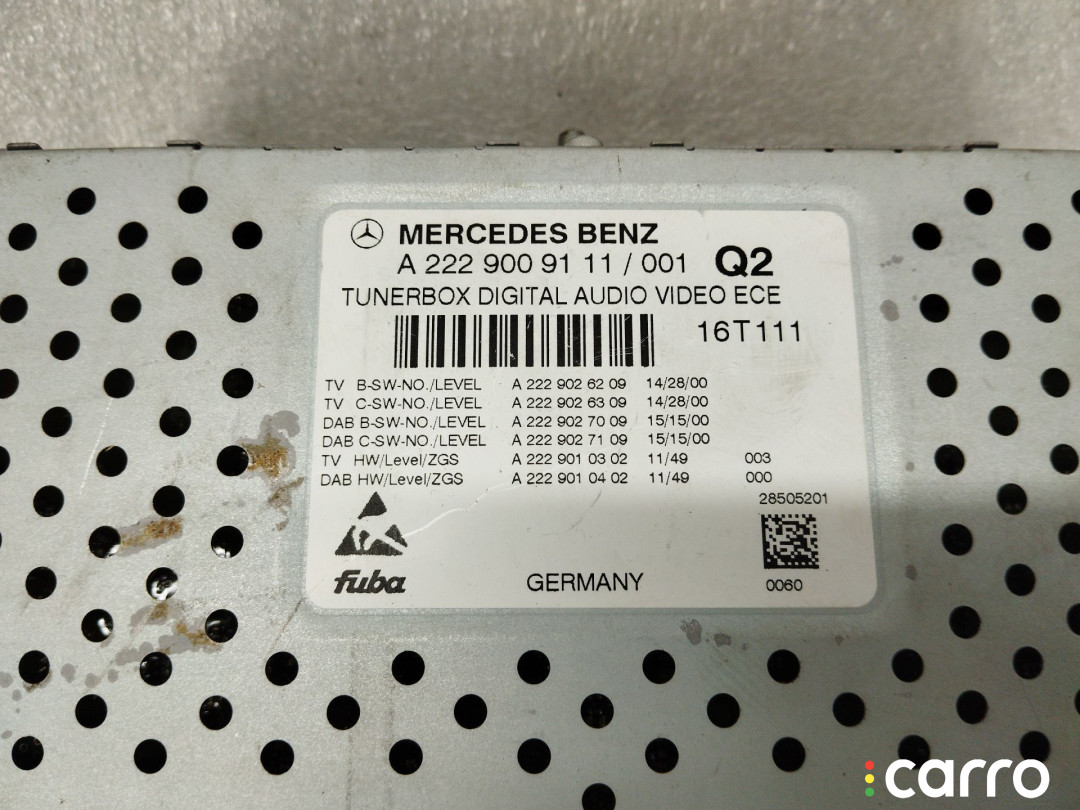 MERCEDES BENZ
A 222 900 91 11 / 001 Q2
TUNERBOX DIGITAL AUDIO VIDEO ECE
16T111
TV B-SW-NO./LEVEL A 222 902 62 09 14/28/00
TV C-SW-NO./LEVEL A 222 902 63 09 14/28/00
DAB B-SW-NO./LEVEL A 222 902 70 09 15/15/00
DAB C-SW-NO./LEVEL A 222 902 71 09 15/15/00
TV HW/Level/ZGS A 222 901 03 02 11/49 003
DAB HW/Level/ZGS A 222 901 04 02 11/49 000
28505201
fuba GERMANY 0060
carro